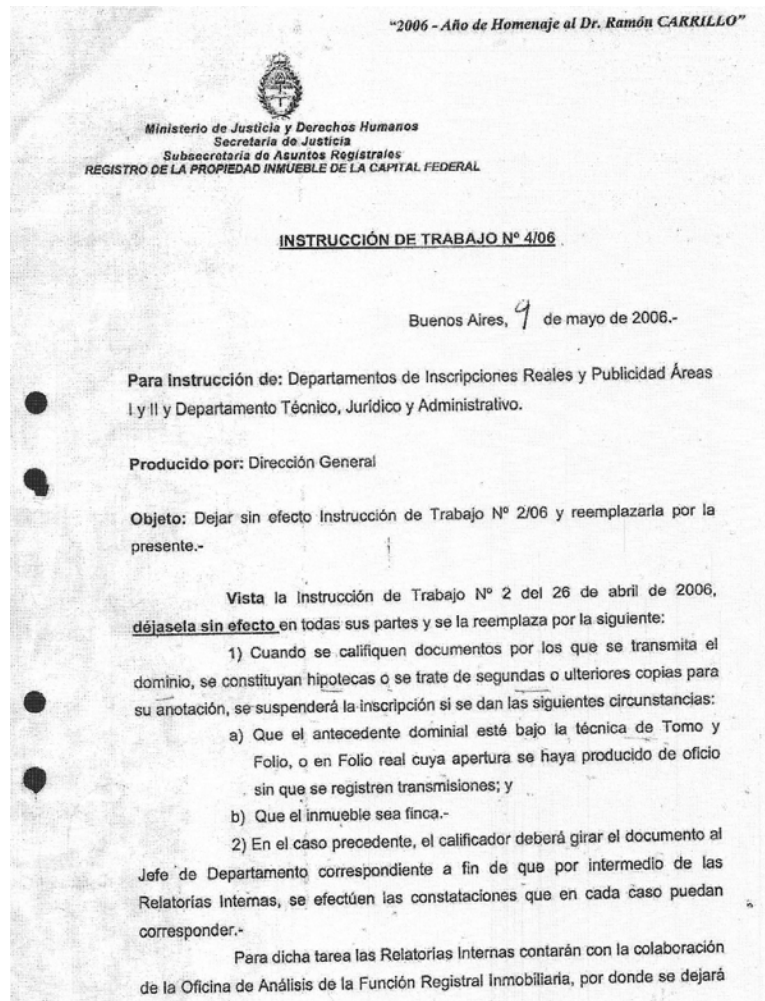 "2006 - Año de Homenaje al Dr. Ramón CARRILLO"
Ministerio de Justicia y Derechos Humanos
Secretaria de Justicia
Subsecretaria de Asuntos Registrales
REGISTRO DE LA PROPIEDAD INMUEBLE DE LA CAPITAL FEDERAL
INSTRUCCIÓN DE TRABAJO Nº 4/06
Buenos Aires, 9 de mayo de 2006.-
Para instrucción de: Departamentos de Inscripciones Reales y Publicidad Áreas
I y II y Departamento Técnico, Jurídico y Administrativo.
Producido por: Dirección General
Objeto: Dejar sin efecto Instrucción de Trabajo Nº 2/06 y reemplazarla por la
presente.-
Vista la Instrucción de Trabajo Nº 2 del 26 de abril de 2006,
déjasela sin efecto en todas sus partes y se la reemplaza por la siguiente:
1) Cuando se califiquen documentos por los que se transmita el
dominio, se constituyan hipotecas o se trate de segundas o ulteriores copias para
su anotación, se suspenderá la inscripción si se dan las siguientes circunstancias:
a) Que el antecedente dominial esté bajo la técnica de Tomo y
Folio, o en Folio real cuya apertura se haya producido de oficio
sin que se registren transmisiones; y
b) Que el inmueble sea finca.-
2) En el caso precedente, el calificador deberá girar el documento al
Jefe de Departamento correspondiente a fin de que por intermedio de las
Relatorías Internas, se efectúen las constataciones que en cada caso puedan
corresponder.-
Para dicha tarea las Relatorías Internas contarán con la colaboración
de la Oficina de Análisis de la Función Registral Inmobiliaria, por donde se dejará